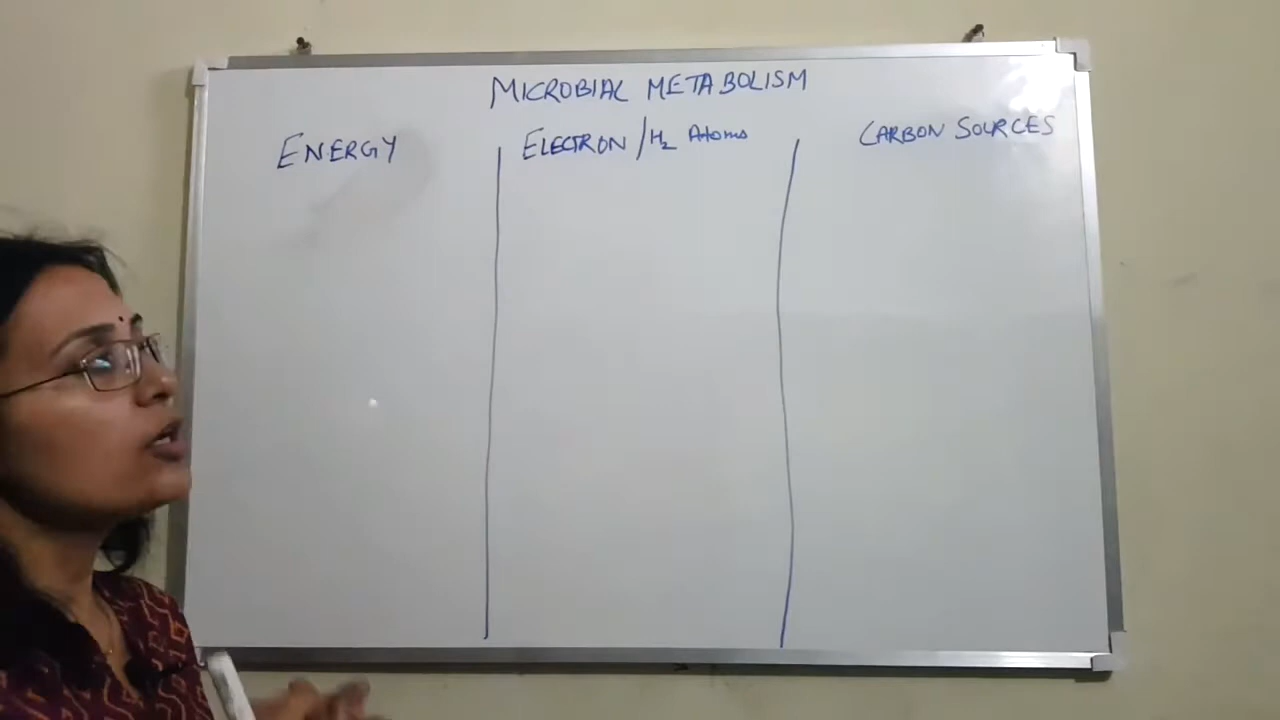 MICROBIAL METABOLISM
ENERGY
ELECTRON/H₂ Atoms
CARBON SOURCES